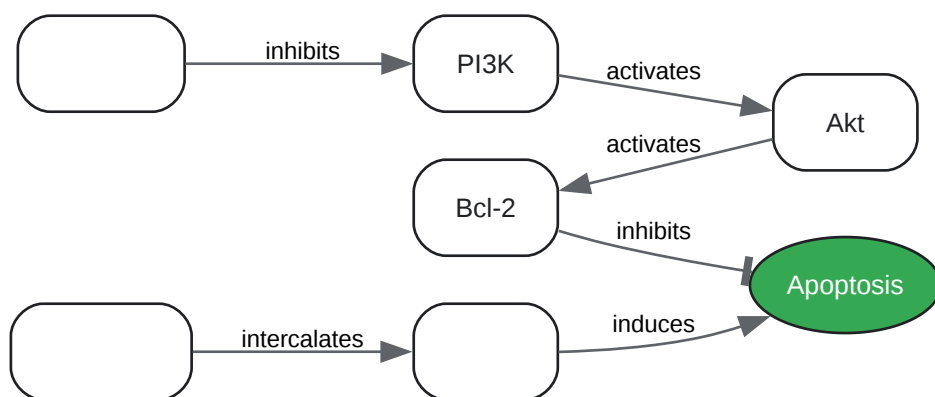 inhibits
PI3K
activates
Akt
activates
Bcl-2
inhibits
Apoptosis
intercalates
induces